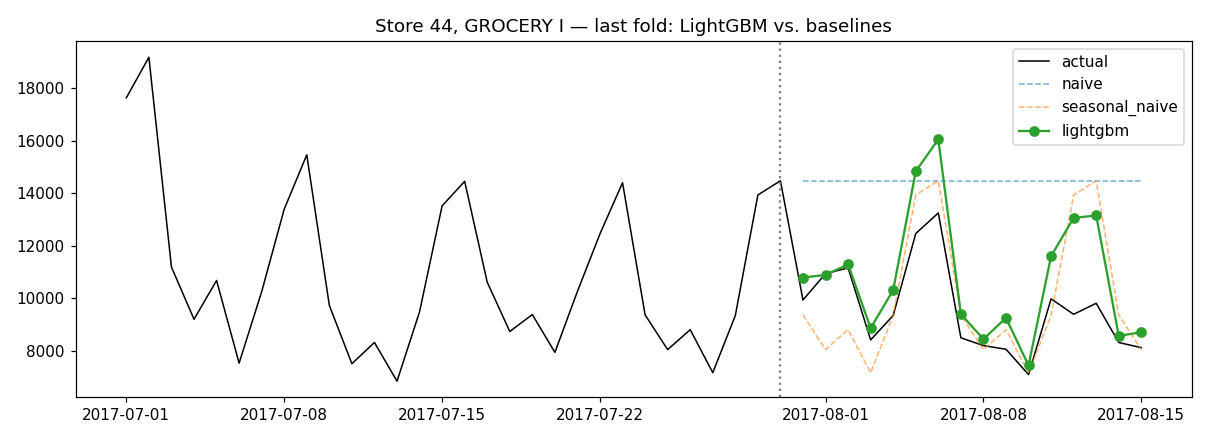 Store 44, GROCERY I — last fold: LightGBM vs. baselines
actual
naive
seasonal_naive
lightgbm
18000
16000
14000
12000
10000
8000
2017-07-01
2017-07-08
2017-07-15
2017-07-22
2017-08-01
2017-08-08
2017-08-15